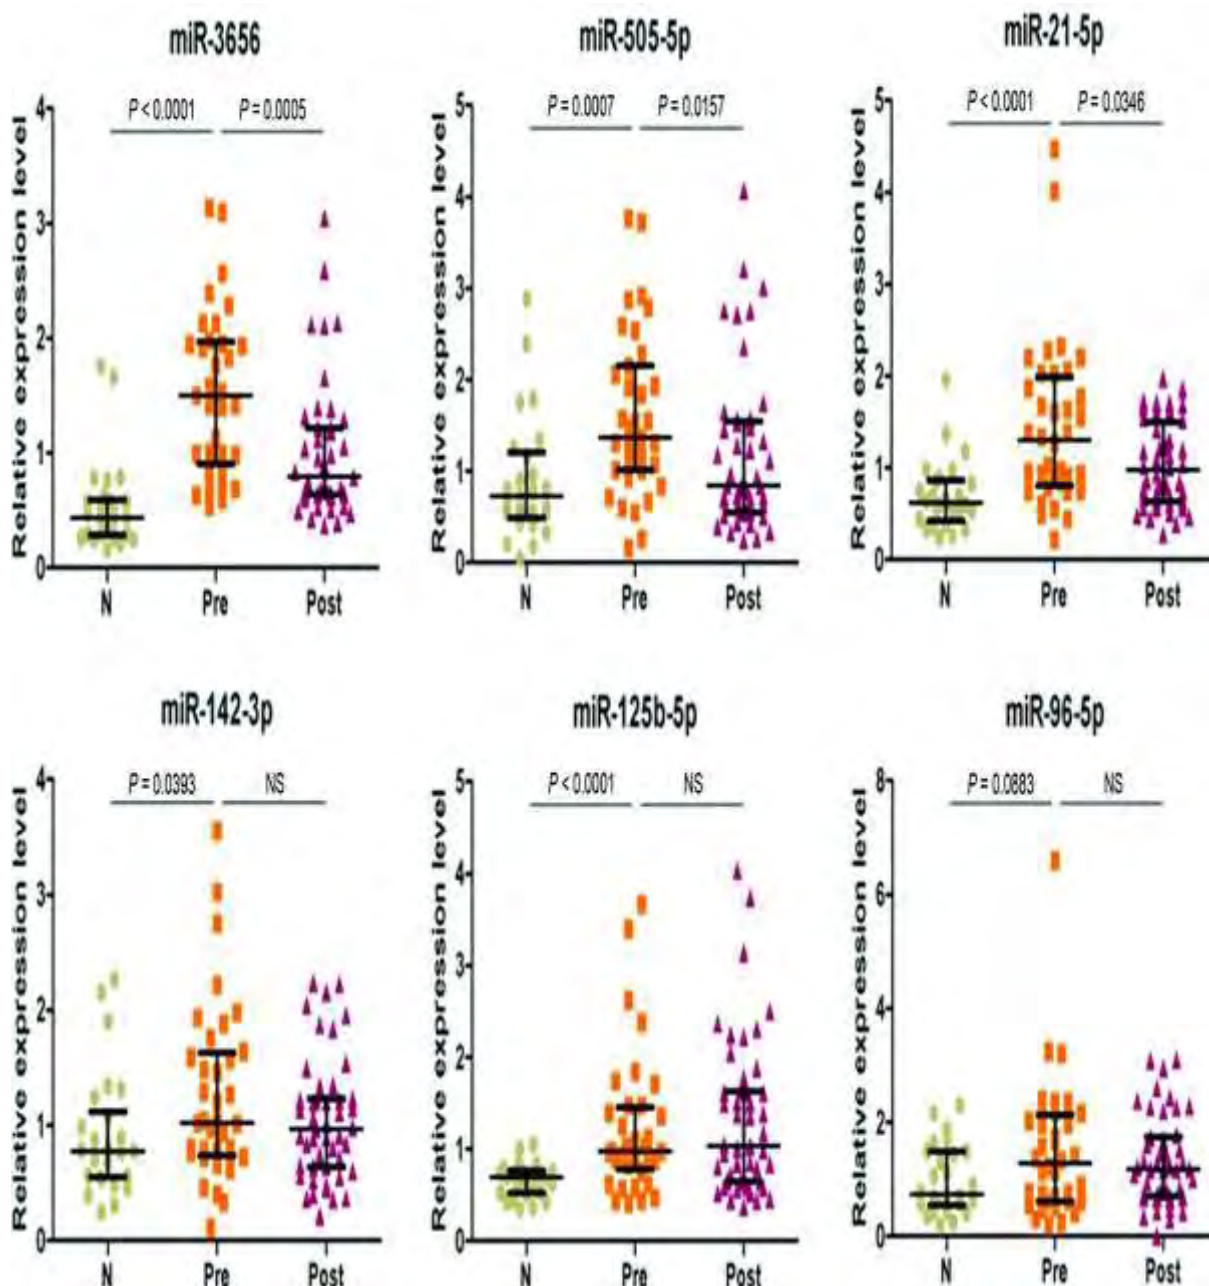 miR-3656
P < 0.0001 P = 0.0005
Relative expression level
4
3
2
1
0
N Pre Post
miR-505-5p
P = 0.0007 P = 0.0157
Relative expression level
5
4
3
2
1
0
N Pre Post
miR-21-5p
P < 0.0001 P = 0.0346
Relative expression level
5
4
3
2
1
0
N Pre Post
miR-142-3p
P = 0.0393 NS
Relative expression level
4
3
2
1
0
N Pre Post
miR-125b-5p
P < 0.0001 NS
Relative expression level
5
4
3
2
1
0
N Pre Post
miR-96-5p
P = 0.0883 NS
Relative expression level
8
6
4
2
0
N Pre Post